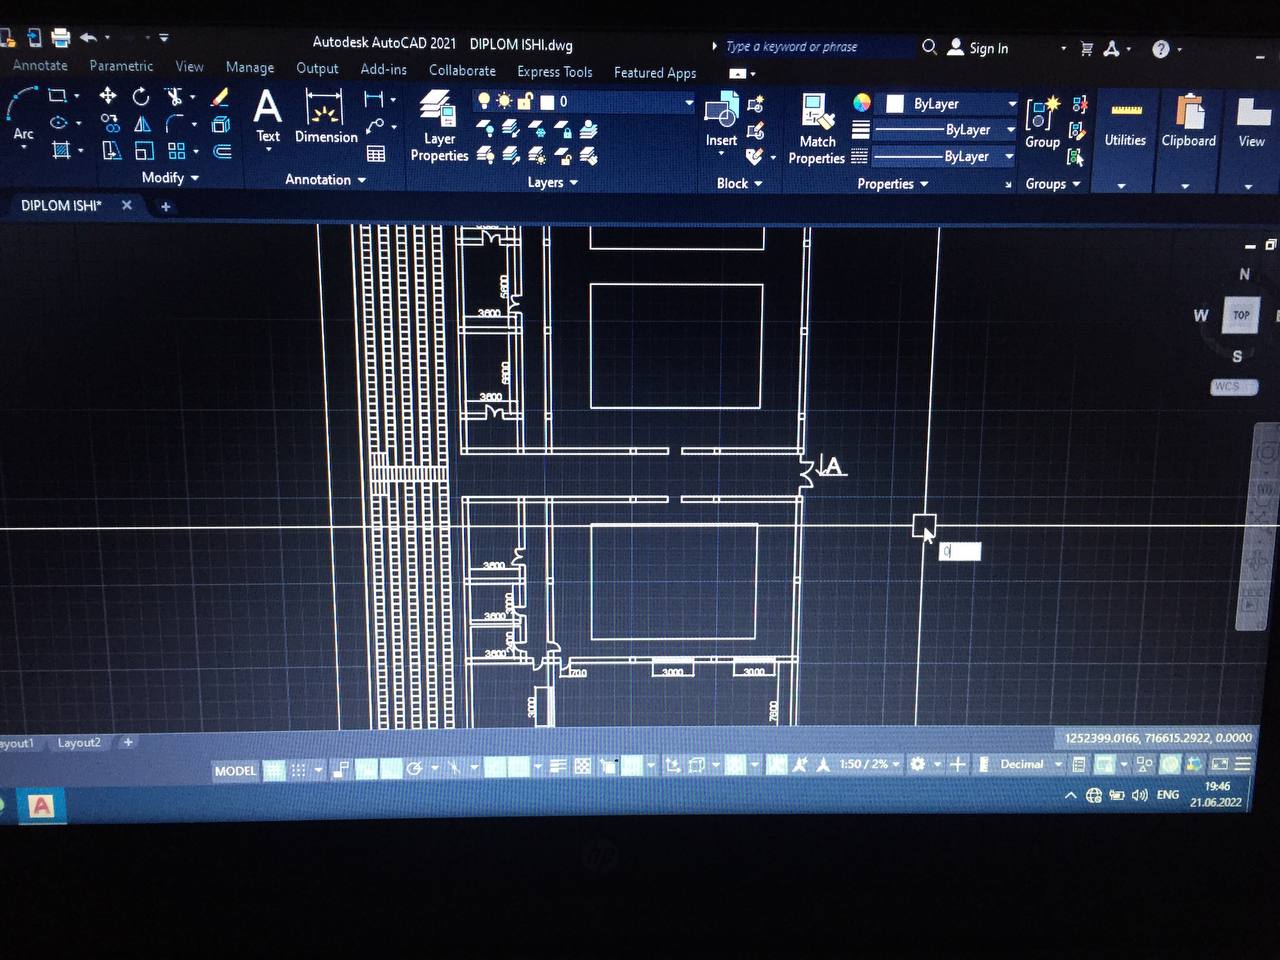 Autodesk AutoCAD 2021 DIPLOM ISHI.dwg
Type a keyword or phrase
Sign In
Annotate Parametric View Manage Output Add-ins Collaborate Express Tools Featured Apps
0
ByLayer
ByLayer
ByLayer
Arc
Text
Dimension
Layer
Properties
Insert
Match
Properties
Group
Utilities
Clipboard
View
Modify
Annotation
Layers
Block
Properties
Groups
DIPLOM ISHI*
N
W
TOP
S
WCS
3600
3600
A
0
3600
3600
3000
3600
1700
3000
3000
3000
7800
ayout1 Layout2
1252399.0166, 716615.2922, 0.0000
MODEL
1:50 / 2%
Decimal
A
ENG
19:46
21.06.2022
hp